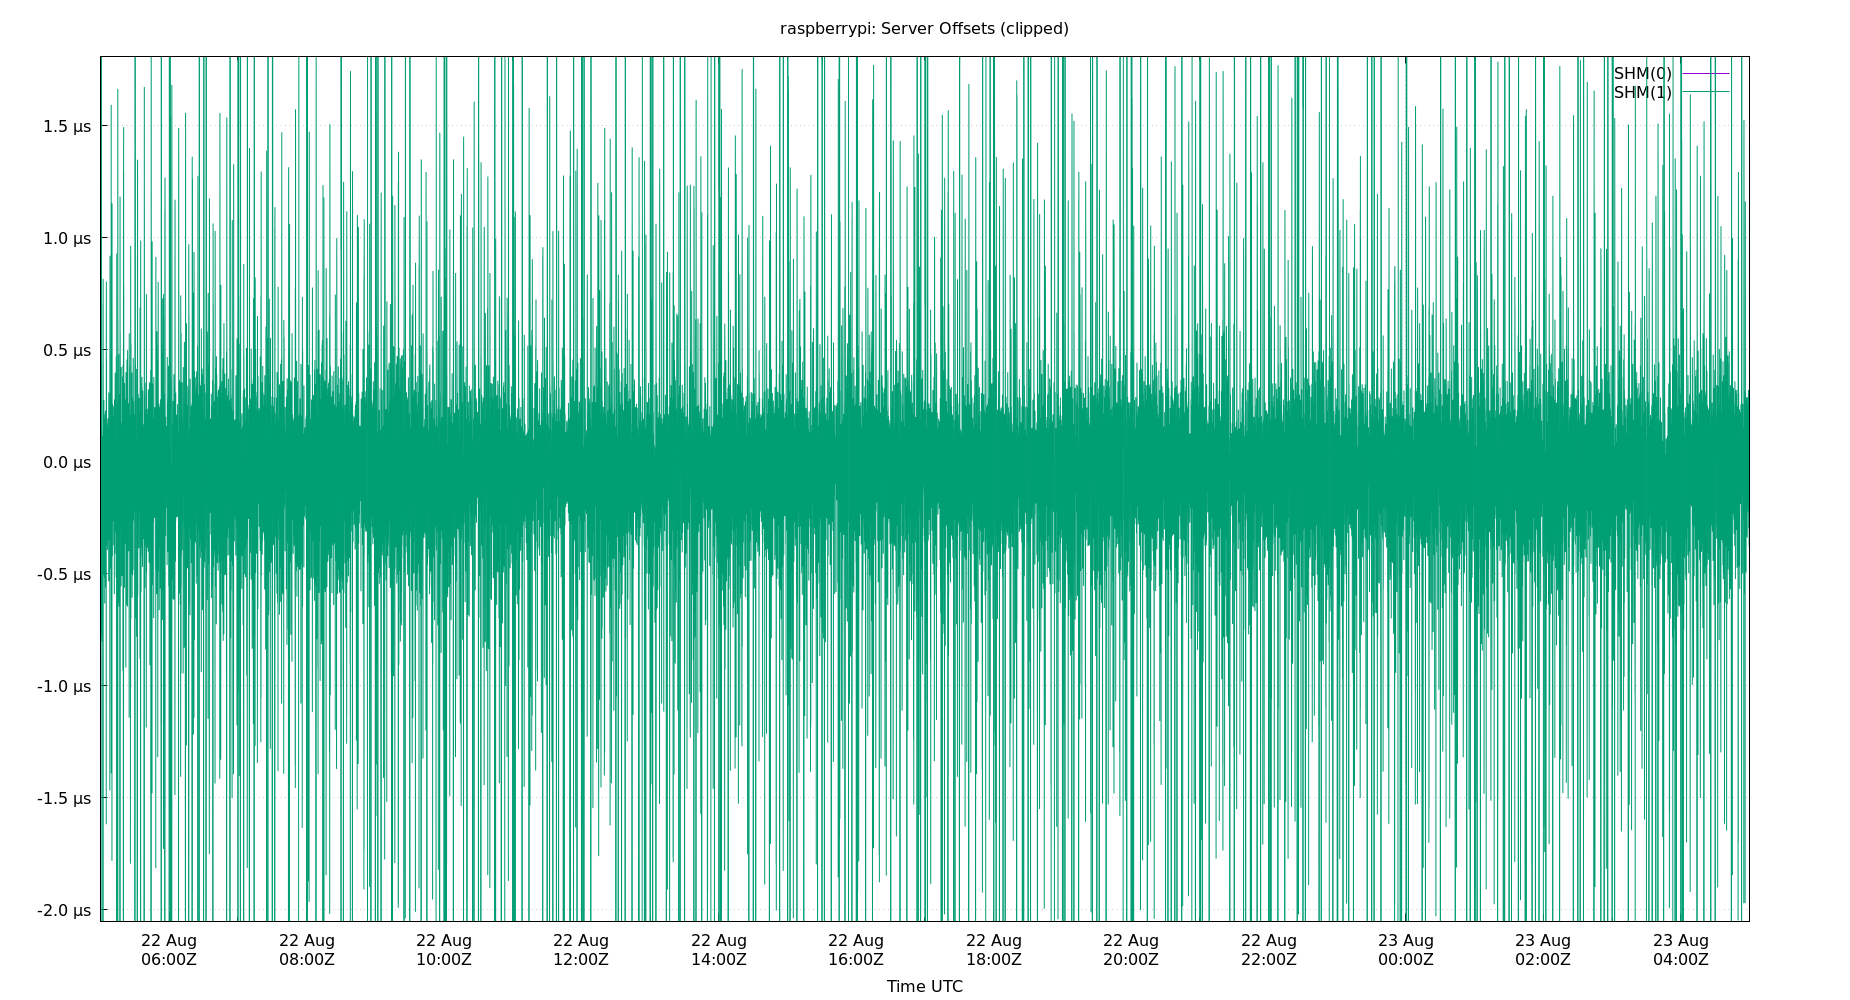 raspberrypi: Server Offsets (clipped)
SHM(0)
SHM(1)
1.5 µs
1.0 µs
0.5 µs
0.0 µs
-0.5 µs
-1.0 µs
-1.5 µs
-2.0 µs
22 Aug 22 Aug 22 Aug 22 Aug 22 Aug 22 Aug 22 Aug 22 Aug 22 Aug 23 Aug 23 Aug 23 Aug
06:00Z 08:00Z 10:00Z 12:00Z 14:00Z 16:00Z 18:00Z 20:00Z 22:00Z 00:00Z 02:00Z 04:00Z
Time UTC